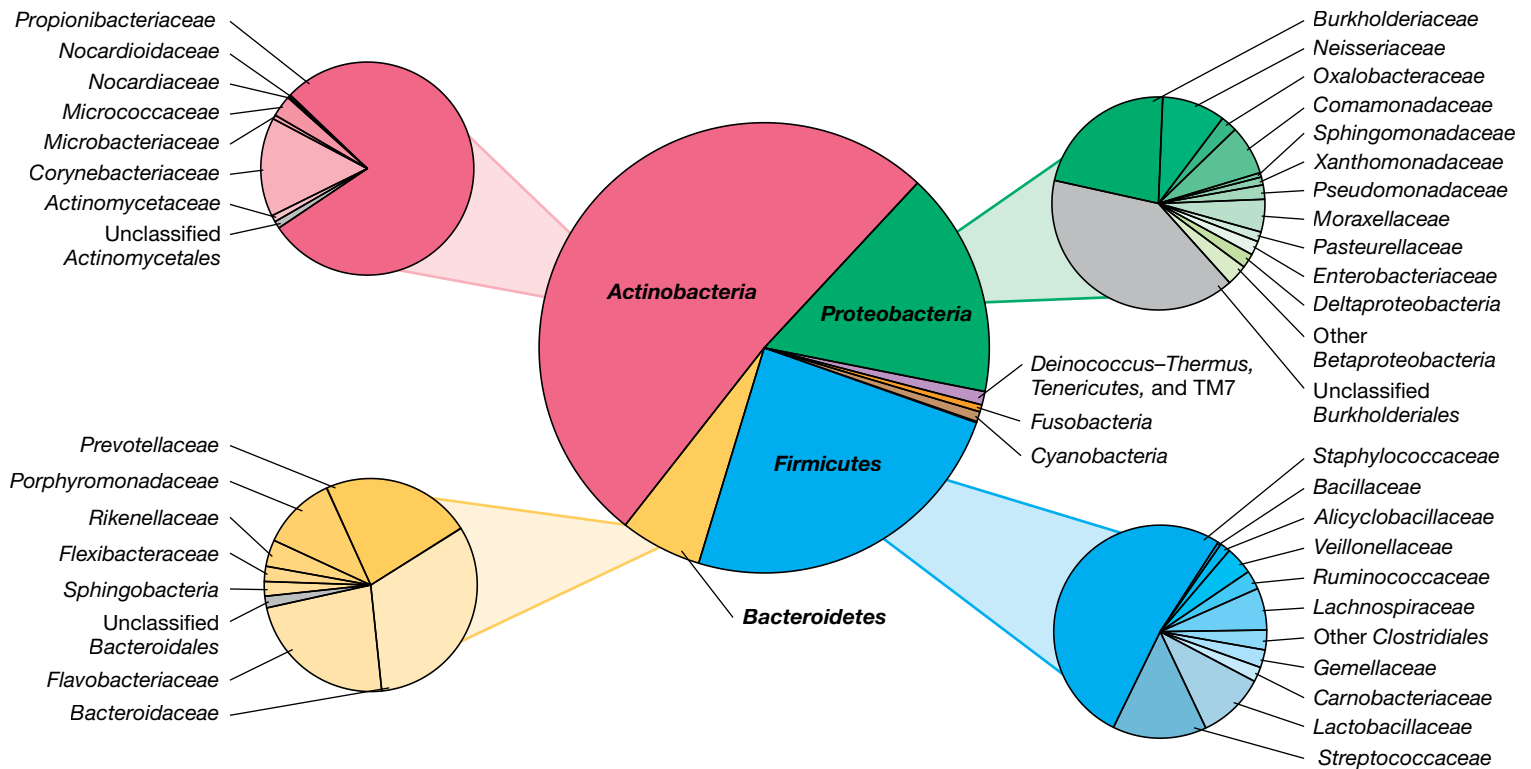 Propionibacteriaceae
Nocardioidaceae
Nocardiaceae
Micrococcaceae
Microbacteriaceae
Corynebacteriaceae
Actinomycetaceae
Unclassified
Actinomycetales
Burkholderiaceae
Neisseriaceae
Oxalobacteraceae
Comamonadaceae
Sphingomonadaceae
Xanthomonadaceae
Pseudomonadaceae
Moraxellaceae
Pasteurellaceae
Enterobacteriaceae
Deltaproteobacteria
Other
Betaproteobacteria
Unclassified
Burkholderiales
Actinobacteria
Proteobacteria
Deinococcus–Thermus,
Tenericutes, and TM7
Fusobacteria
Cyanobacteria
Firmicutes
Bacteroidetes
Prevotellaceae
Porphyromonadaceae
Rikenellaceae
Flexibacteraceae
Sphingobacteria
Unclassified
Bacteroidales
Flavobacteriaceae
Bacteroidaceae
Staphylococcaceae
Bacillaceae
Alicyclobacillaceae
Veillonellaceae
Ruminococcaceae
Lachnospiraceae
Other Clostridiales
Gemellaceae
Carnobacteriaceae
Lactobacillaceae
Streptococcaceae